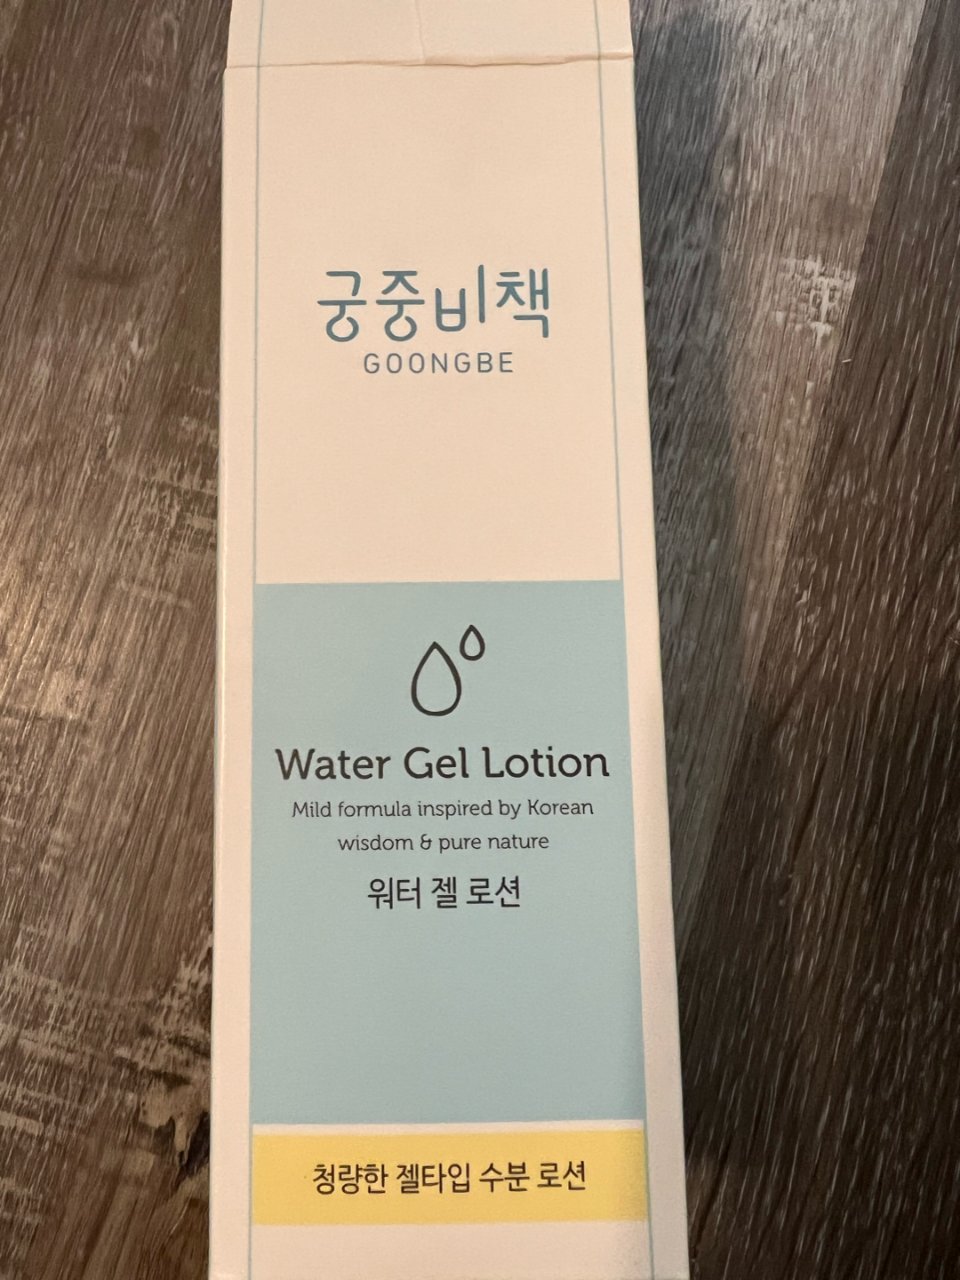 궁중비책
GOONGBE
Water Gel Lotion
Mild formula inspired by Korean
wisdom & pure nature
워터 젤 로션
청량한 젤타입 수분 로션